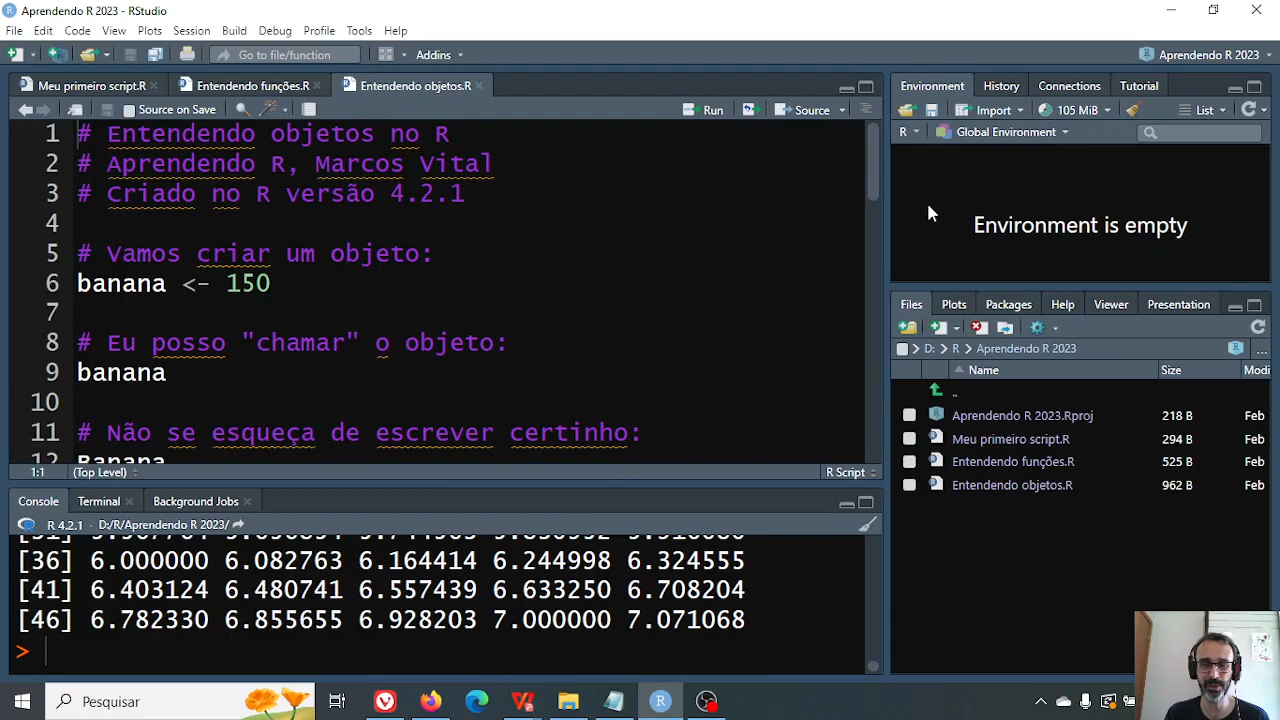 Aprendendo R 2023 - RStudio
File Edit Code View Plots Session Build Debug Profile Tools Help
Go to file/function Addins Aprendendo R 2023
Meu primeiro script.R Entendendo funções.R Entendendo objetos.R
Source on Save Run Source
1 # Entendendo objetos no R
2 # Aprendendo R, Marcos Vital
3 # Criado no R versão 4.2.1
4
5 # Vamos criar um objeto:
6 banana <- 150
7
8 # Eu posso "chamar" o objeto:
9 banana
10
11 # Não se esqueça de escrever certinho:
12 Banana
1:1 (Top Level) R Script
Console Terminal Background Jobs
R 4.2.1 · D:/R/Aprendendo R 2023/
[36] 6.000000 6.082763 6.164414 6.244998 6.324555
[41] 6.403124 6.480741 6.557439 6.633250 6.708204
[46] 6.782330 6.855655 6.928203 7.000000 7.071068
>
Environment History Connections Tutorial
Import 105 MiB List
R Global Environment
Environment is empty
Files Plots Packages Help Viewer Presentation
D: R Aprendendo R 2023 ...
Name Size Modi
..
Aprendendo R 2023.Rproj 218 B Feb
Meu primeiro script.R 294 B Feb
Entendendo funções.R 525 B Feb
Entendendo objetos.R 962 B Feb
Pesquisar